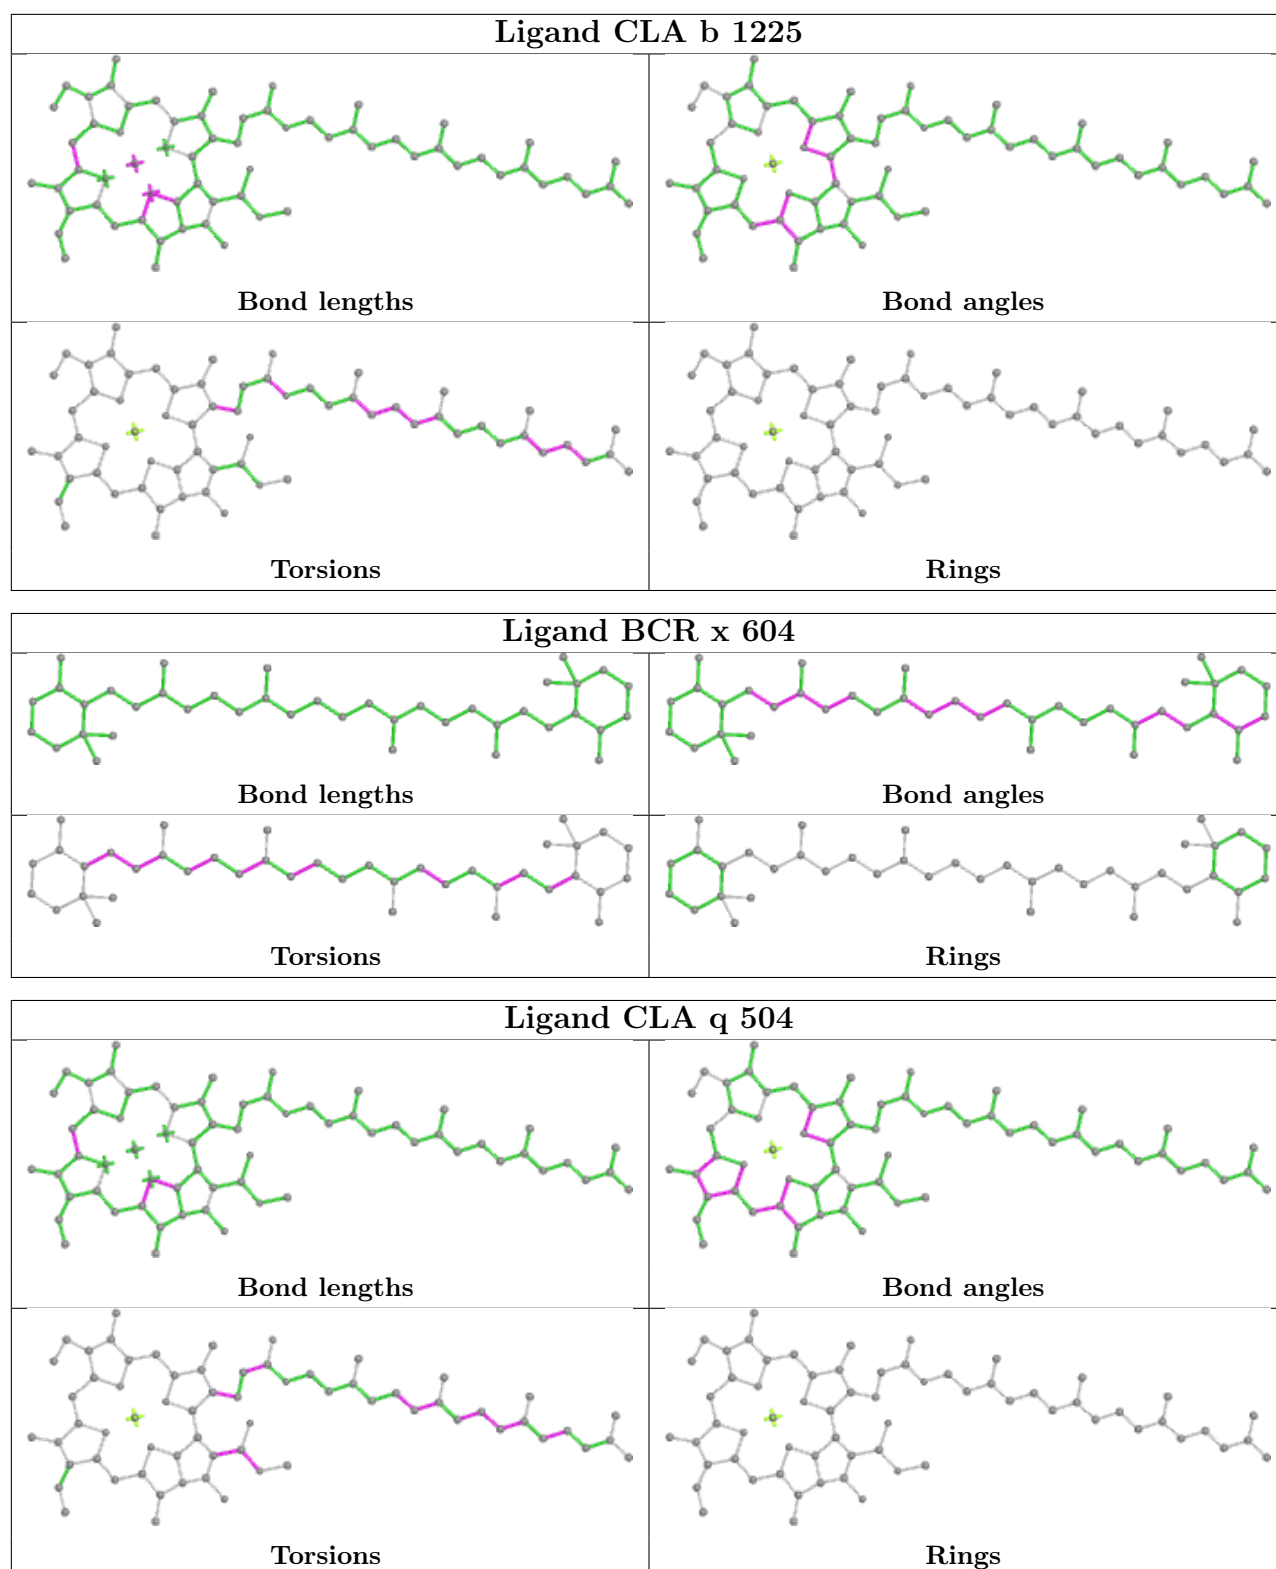 Ligand CLA b 1225
Bond lengths
Bond angles
Torsions
Rings
Ligand BCR x 604
Bond lengths
Bond angles
Torsions
Rings
Ligand CLA q 504
Bond lengths
Bond angles
Torsions
Rings